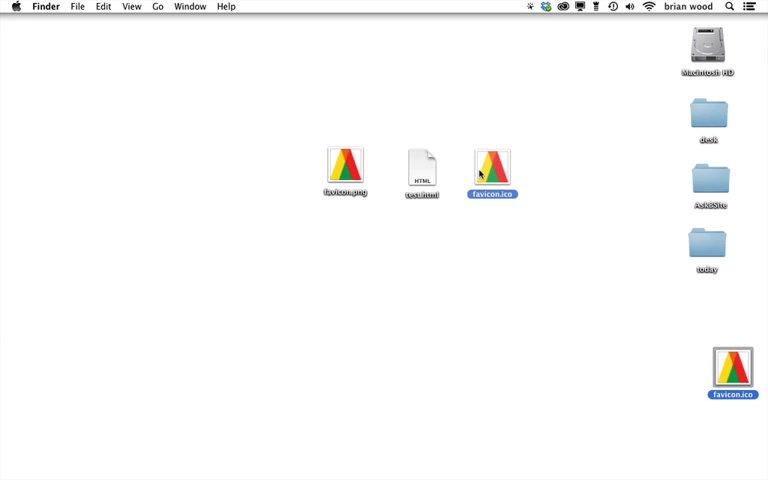 Finder File Edit View Go Window Help brian wood
Macintosh HD
desk
favicon.png test.html favicon.ico
HTML
AskBSite
today
favicon.ico